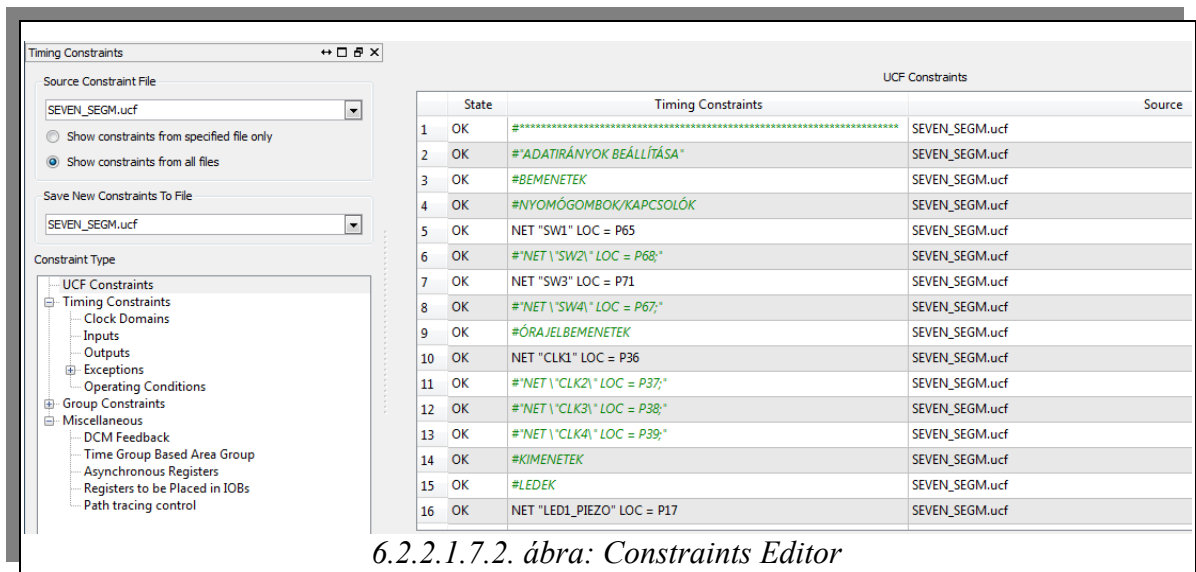 Timing Constraints
Source Constraint File
SEVEN_SEGM.ucf
Show constraints from specified file only
Show constraints from all files
Save New Constraints To File
SEVEN_SEGM.ucf
Constraint Type
UCF Constraints
Timing Constraints
Clock Domains
Inputs
Outputs
Exceptions
Operating Conditions
Group Constraints
Miscellaneous
DCM Feedback
Time Group Based Area Group
Asynchronous Registers
Registers to be Placed in IOBs
Path tracing control
UCF Constraints
State Timing Constraints Source
1 OK #************************************************************************ SEVEN_SEGM.ucf
2 OK #"ADATIRÁNYOK BEÁLLÍTÁSA" SEVEN_SEGM.ucf
3 OK #BEMENETEK SEVEN_SEGM.ucf
4 OK #NYOMÓGOMBOK/KAPCSOLÓK SEVEN_SEGM.ucf
5 OK NET "SW1" LOC = P65 SEVEN_SEGM.ucf
6 OK #"NET \"SW2\" LOC = P68;" SEVEN_SEGM.ucf
7 OK NET "SW3" LOC = P71 SEVEN_SEGM.ucf
8 OK #"NET \"SW4\" LOC = P67;" SEVEN_SEGM.ucf
9 OK #ÓRAJELBEMENETEK SEVEN_SEGM.ucf
10 OK NET "CLK1" LOC = P36 SEVEN_SEGM.ucf
11 OK #"NET \"CLK2\" LOC = P37;" SEVEN_SEGM.ucf
12 OK #"NET \"CLK3\" LOC = P38;" SEVEN_SEGM.ucf
13 OK #"NET \"CLK4\" LOC = P39;" SEVEN_SEGM.ucf
14 OK #KIMENETEK SEVEN_SEGM.ucf
15 OK #LEDEK SEVEN_SEGM.ucf
16 OK NET "LED1_PIEZO" LOC = P17 SEVEN_SEGM.ucf
6.2.2.1.7.2. ábra: Constraints Editor